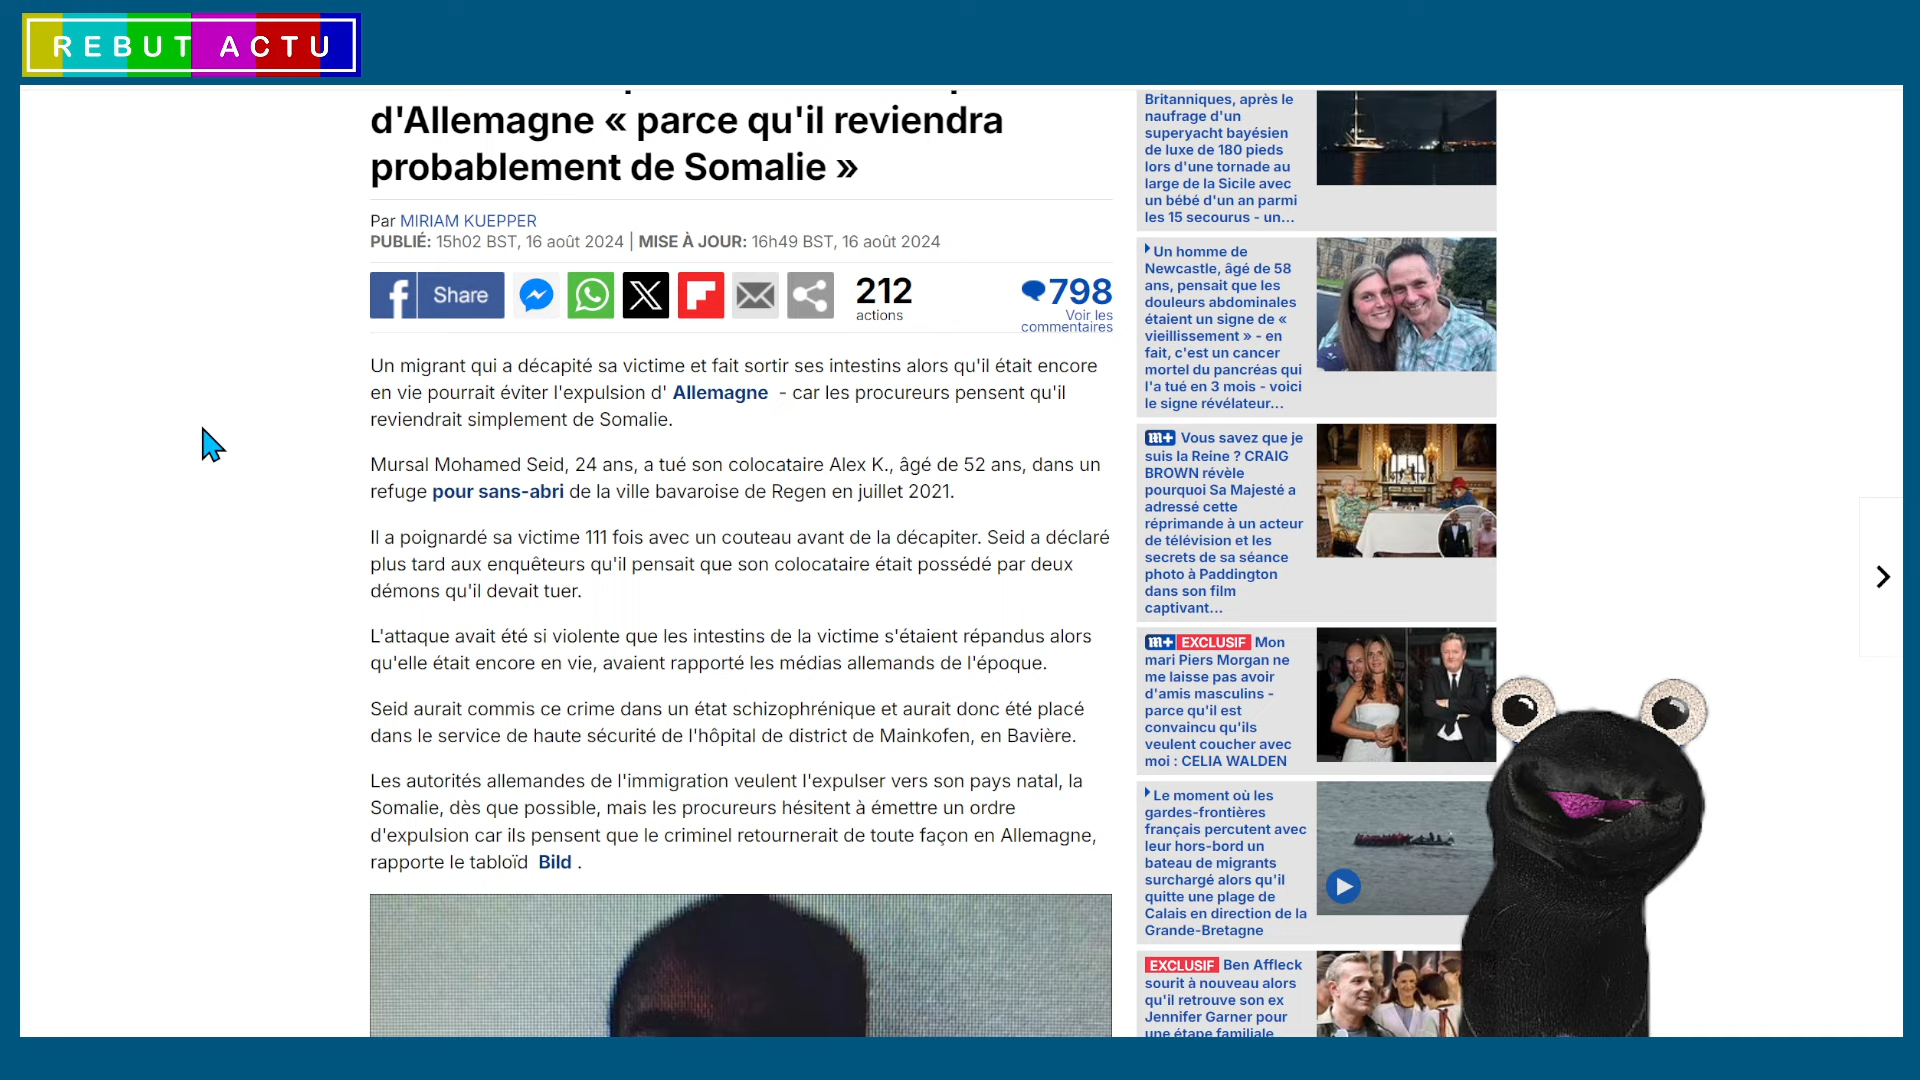 REBUT ACTU
d'Allemagne « parce qu'il reviendra
probablement de Somalie »
Par MIRIAM KUEPPER
PUBLIÉ: 15h02 BST, 16 août 2024 | MISE À JOUR: 16h49 BST, 16 août 2024
Share
212
actions
798
Voir les
commentaires
Un migrant qui a décapité sa victime et fait sortir ses intestins alors qu'il était encore
en vie pourrait éviter l'expulsion d' Allemagne - car les procureurs pensent qu'il
reviendrait simplement de Somalie.
Mursal Mohamed Seid, 24 ans, a tué son colocataire Alex K., âgé de 52 ans, dans un
refuge pour sans-abri de la ville bavaroise de Regen en juillet 2021.
Il a poignardé sa victime 111 fois avec un couteau avant de la décapiter. Seid a déclaré
plus tard aux enquêteurs qu'il pensait que son colocataire était possédé par deux
démons qu'il devait tuer.
L'attaque avait été si violente que les intestins de la victime s'étaient répandus alors
qu'elle était encore en vie, avaient rapporté les médias allemands de l'époque.
Seid aurait commis ce crime dans un état schizophrénique et aurait donc été placé
dans le service de haute sécurité de l'hôpital de district de Mainkofen, en Bavière.
Les autorités allemandes de l'immigration veulent l'expulser vers son pays natal, la
Somalie, dès que possible, mais les procureurs hésitent à émettre un ordre
d'expulsion car ils pensent que le criminel retournerait de toute façon en Allemagne,
rapporte le tabloïd Bild .
Britanniques, après le
naufrage d'un
superyacht bayésien
de luxe de 180 pieds
lors d'une tornade au
large de la Sicile avec
un bébé d'un an parmi
les 15 secourus - un...
Un homme de
Newcastle, âgé de 58
ans, pensait que les
douleurs abdominales
étaient un signe de «
vieillissement » - en
fait, c'est un cancer
mortel du pancréas qui
l'a tué en 3 mois - voici
le signe révélateur...
m+ Vous savez que je
suis la Reine ? CRAIG
BROWN révèle
pourquoi Sa Majesté a
adressé cette
réprimande à un acteur
de télévision et les
secrets de sa séance
photo à Paddington
dans son film
captivant...
m+ EXCLUSIF Mon
mari Piers Morgan ne
me laisse pas avoir
d'amis masculins -
parce qu'il est
convaincu qu'ils
veulent coucher avec
moi : CELIA WALDEN
Le moment où les
gardes-frontières
français percutent avec
leur hors-bord un
bateau de migrants
surchargé alors qu'il
quitte une plage de
Calais en direction de la
Grande-Bretagne
EXCLUSIF Ben Affleck
sourit à nouveau alors
qu'il retrouve son ex
Jennifer Garner pour
une étape familiale